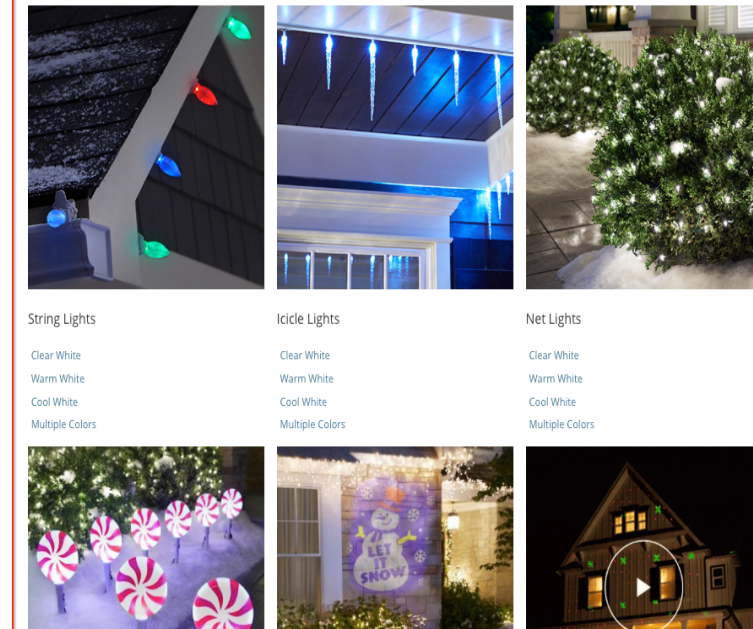 String Lights
Icicle Lights
Net Lights
Clear White
Clear White
Clear White
Warm White
Warm White
Warm White
Cool White
Cool White
Cool White
Multiple Colors
Multiple Colors
Multiple Colors
LET
IT
SNOW